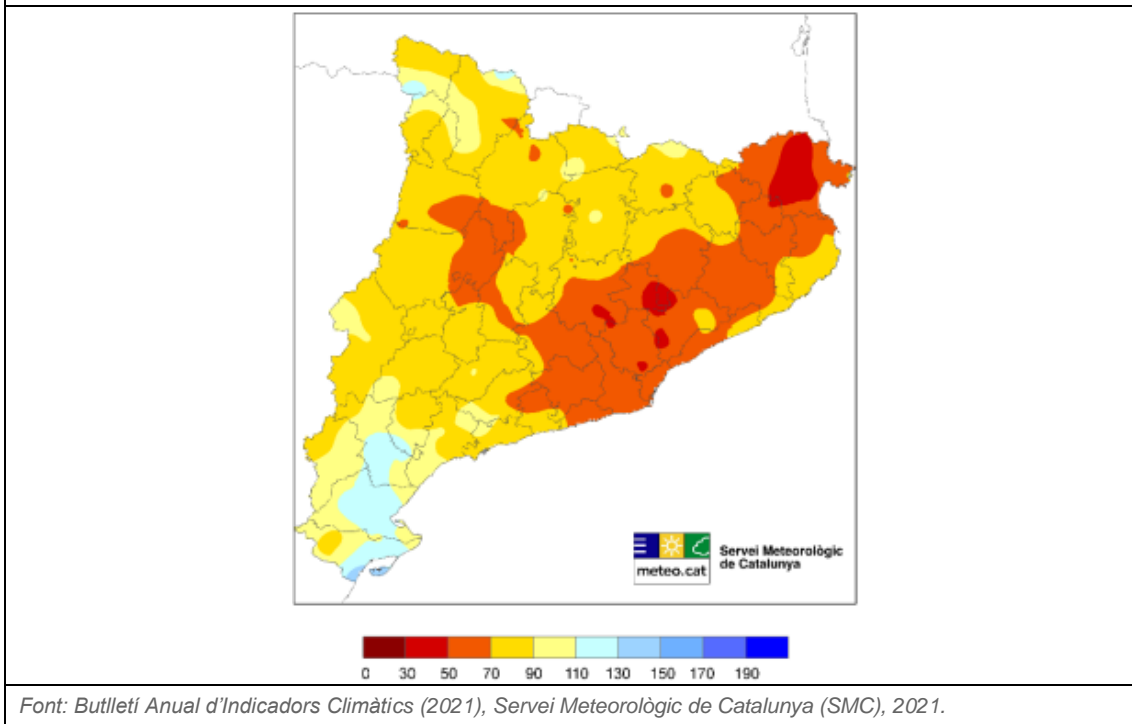 Servei Meteorològic
de Catalunya
meteo.cat
0 30 50 70 90 110 130 150 170 190
Font: Butlletí Anual d'Indicadors Climàtics (2021), Servei Meteorològic de Catalunya (SMC), 2021.